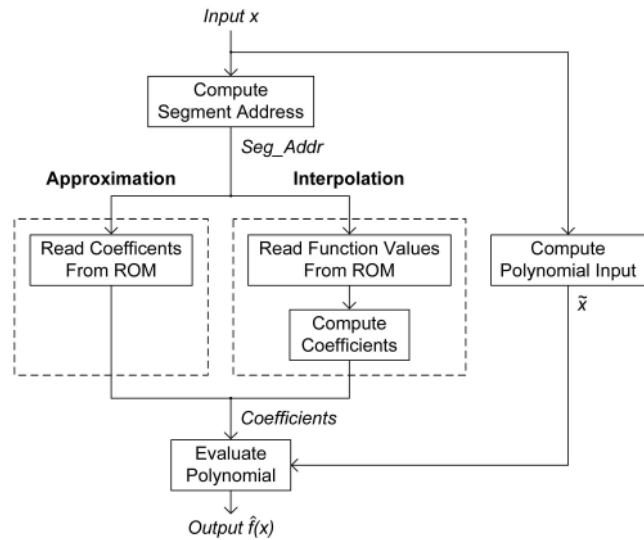 Input x
Compute
Segment Address
Seg_Addr
Approximation
Interpolation
Read Coefficents
From ROM
Read Function Values
From ROM
Compute
Polynomial Input
x̃
Compute
Coefficients
Coefficients
Evaluate
Polynomial
Output f̂(x)